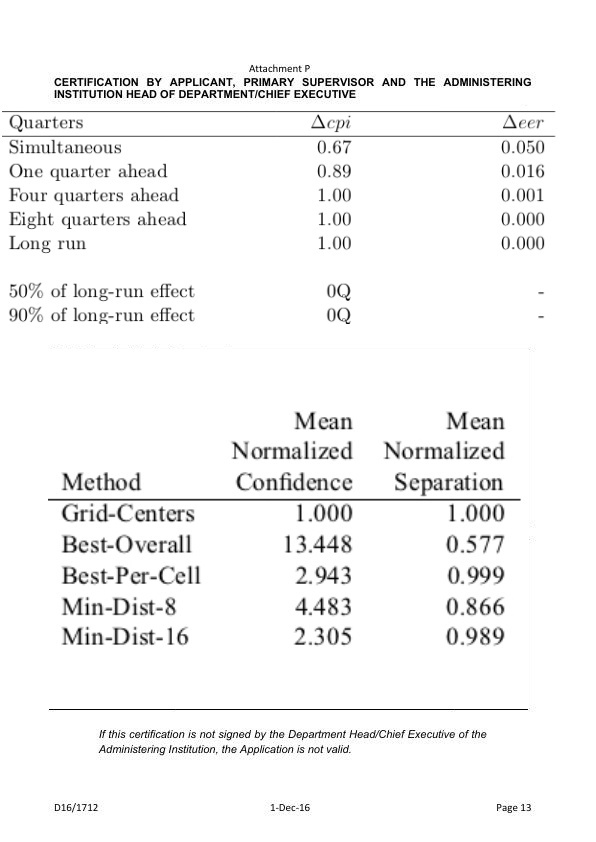 Attachment P
CERTIFICATION BY APPLICANT, PRIMARY SUPERVISOR AND THE ADMINISTERING
INSTITUTION HEAD OF DEPARTMENT/CHIEF EXECUTIVE
Quarters Δcpi Δeer
Simultaneous 0.67 0.050
One quarter ahead 0.89 0.016
Four quarters ahead 1.00 0.001
Eight quarters ahead 1.00 0.000
Long run 1.00 0.000
50% of long-run effect 0Q -
90% of long-run effect 0Q -
Mean Mean
Normalized Normalized
Method Confidence Separation
Grid-Centers 1.000 1.000
Best-Overall 13.448 0.577
Best-Per-Cell 2.943 0.999
Min-Dist-8 4.483 0.866
Min-Dist-16 2.305 0.989
If this certification is not signed by the Department Head/Chief Executive of the
Administering Institution, the Application is not valid.
D16/1712 1-Dec-16 Page 13